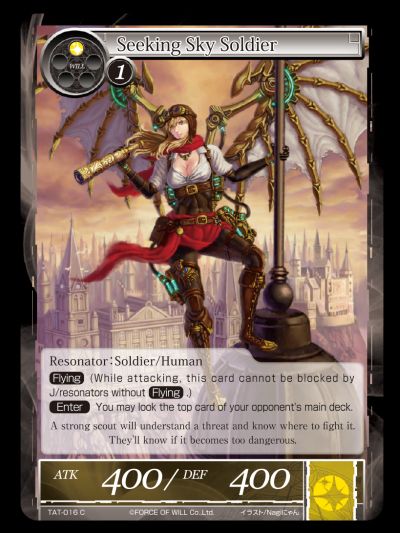 Seeking Sky Soldier
WILL
1
Resonator : Soldier/Human
Flying (While attacking, this card cannot be blocked by
J/resonators without Flying .)
Enter You may look the top card of your opponent's main deck.
A strong scout will understand a threat and know where to fight it.
They'll know if it becomes too dangerous.
ATK 400 / DEF 400
TAT-016 C ©FORCE OF WILL Co.,Ltd. イラスト/Nagiにゃん